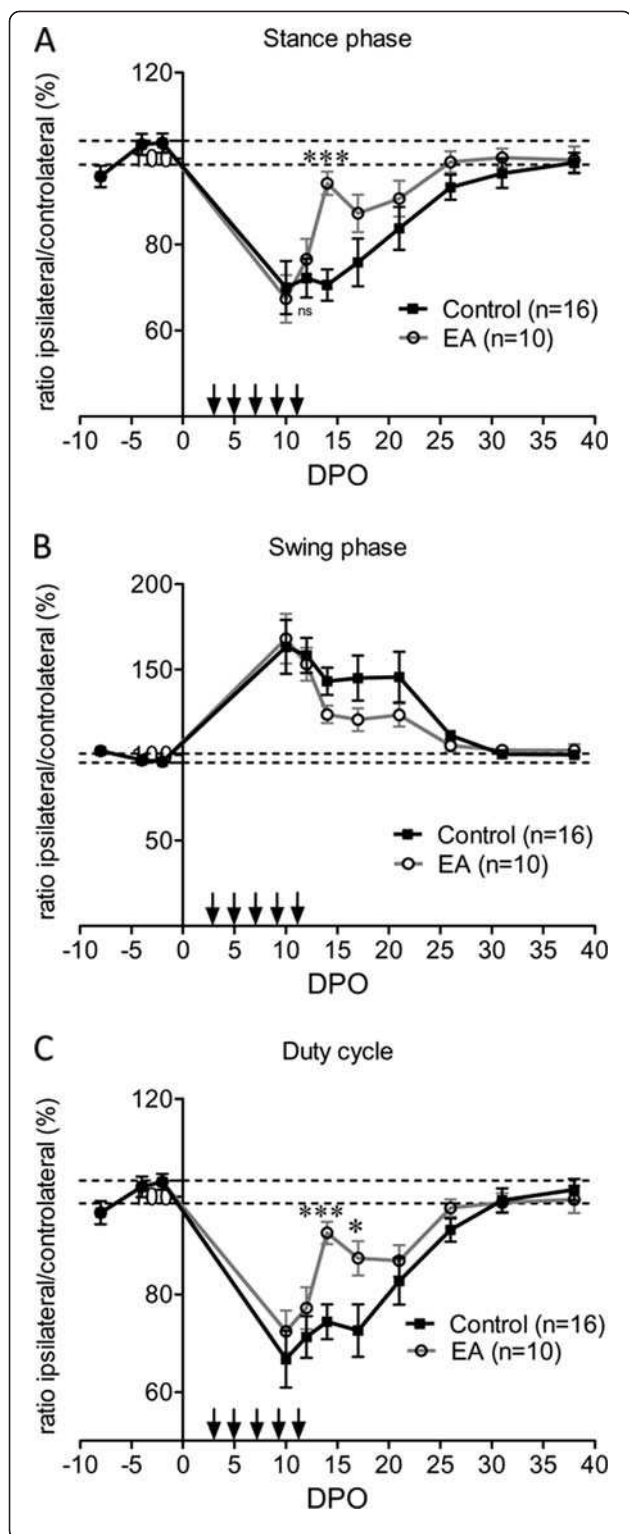 A
Stance phase
ratio ipsilateral/controlateral (%)
120
100
80
60
***
ns
Control (n=16)
EA (n=10)
-10 -5 0 5 10 15 20 25 30 35 40
DPO
B
Swing phase
ratio ipsilateral/controlateral (%)
200
150
100
50
Control (n=16)
EA (n=10)
-10 -5 0 5 10 15 20 25 30 35 40
DPO
C
Duty cycle
ratio ipsilateral/controlateral (%)
120
100
80
60
*** *
Control (n=16)
EA (n=10)
-10 -5 0 5 10 15 20 25 30 35 40
DPO